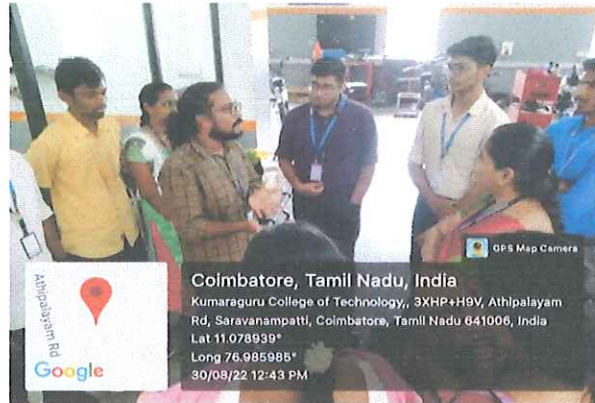 GPS Map Camera
Athipalayam Rd
Google
Coimbatore, Tamil Nadu, India
Kumaraguru College of Technology,, 3XHP+H9V, Athipalayam
Rd, Saravanampatti, Coimbatore, Tamil Nadu 641006, India
Lat 11.078939°
Long 76.985985°
30/08/22 12:43 PM